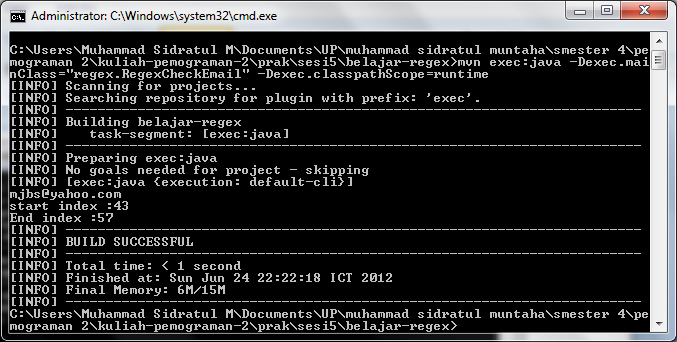 Administrator: C:\Windows\system32\cmd.exe
C:\Users\Muhammad Sidratul M\Documents\UP\muhammad sidratul muntaha\smester 4\pe
mograman 2\kuliah-pemograman-2\prak\sesi5\belajar-regex>mvn exec:java -Dexec.mai
nClass="regex.RegexCheckEmail" -Dexec.classpathScope=runtime
[INFO] Scanning for projects...
[INFO] Searching repository for plugin with prefix: 'exec'.
[INFO] ------------------------------------------------------------------------
[INFO] Building belajar-regex
[INFO]    task-segment: [exec:java]
[INFO] ------------------------------------------------------------------------
[INFO] Preparing exec:java
[INFO] No goals needed for project - skipping
[INFO] [exec:java {execution: default-cli}]
mjbs@yahoo.com
start index :43
End index :57
[INFO] ------------------------------------------------------------------------
[INFO] BUILD SUCCESSFUL
[INFO] ------------------------------------------------------------------------
[INFO] Total time: < 1 second
[INFO] Finished at: Sun Jun 24 22:22:18 ICT 2012
[INFO] Final Memory: 6M/15M
[INFO] ------------------------------------------------------------------------
C:\Users\Muhammad Sidratul M\Documents\UP\muhammad sidratul muntaha\smester 4\pe
mograman 2\kuliah-pemograman-2\prak\sesi5\belajar-regex>